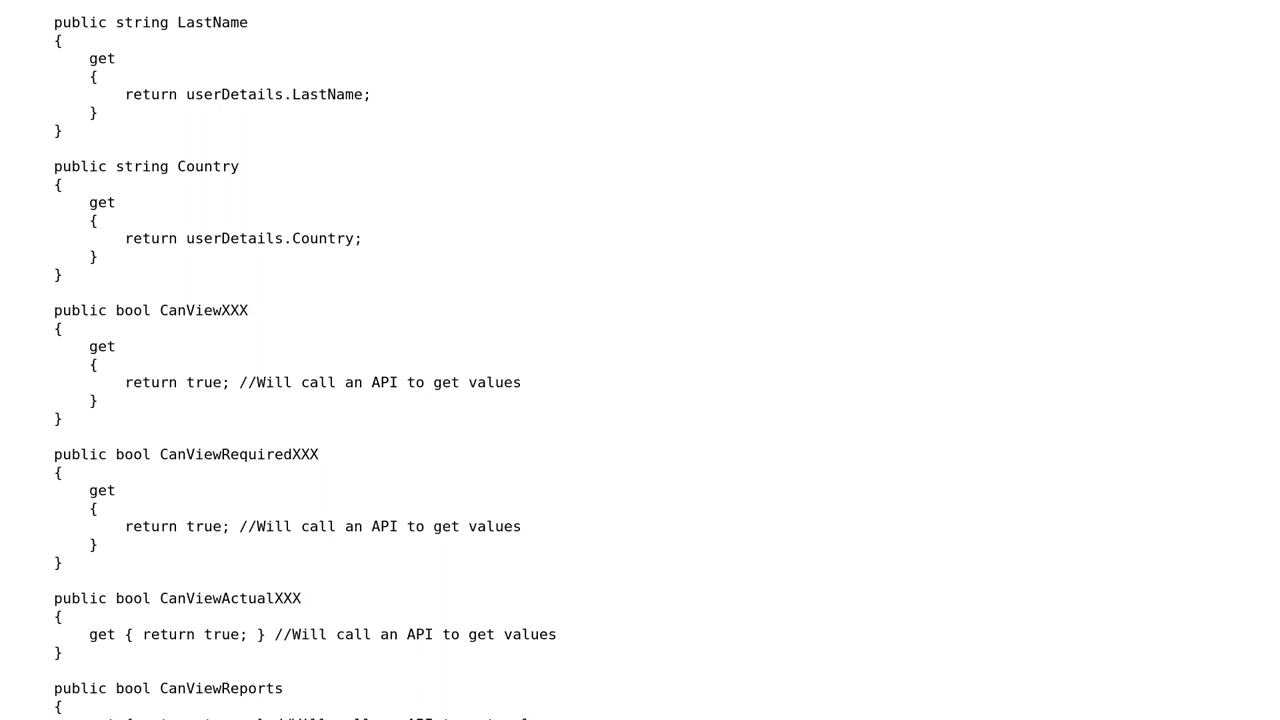 public string LastName
{
    get
    {
        return userDetails.LastName;
    }
}

public string Country
{
    get
    {
        return userDetails.Country;
    }
}

public bool CanViewXXX
{
    get
    {
        return true; //Will call an API to get values
    }
}

public bool CanViewRequiredXXX
{
    get
    {
        return true; //Will call an API to get values
    }
}

public bool CanViewActualXXX
{
    get { return true; } //Will call an API to get values
}

public bool CanViewReports
{